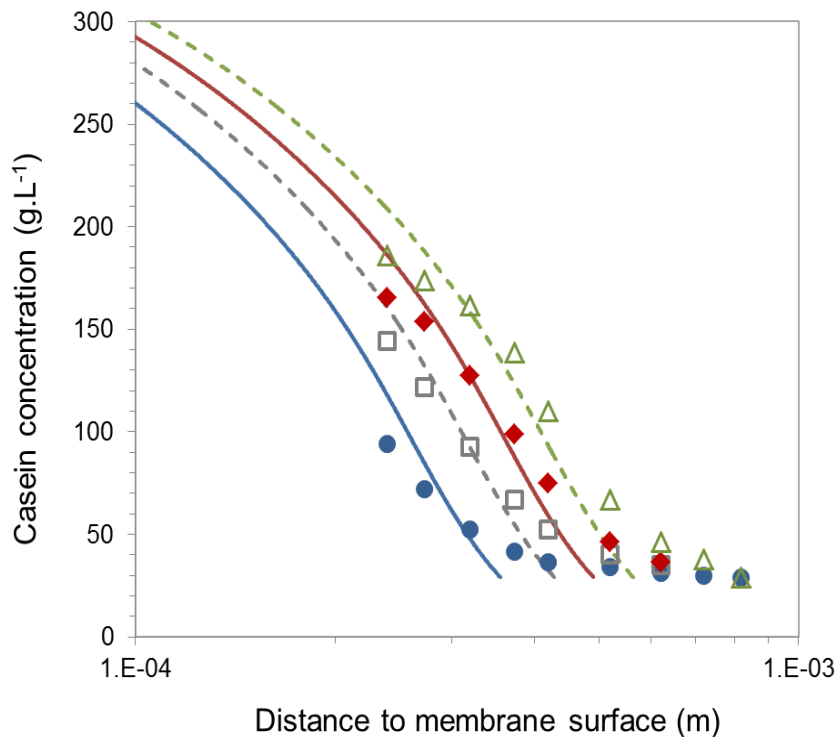 300
250
200
150
100
50
0
Casein concentration (g.L-1)
1.E-04
1.E-03
Distance to membrane surface (m)